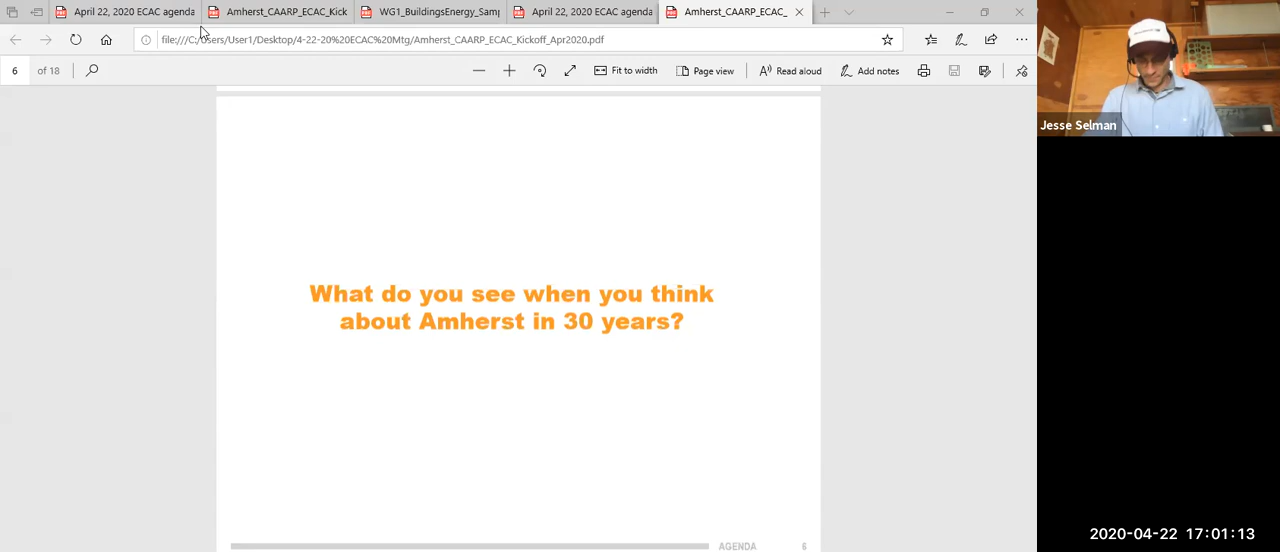 April 22, 2020 ECAC agenda
Amherst_CAARP_ECAC_Kick
WG1_BuildingsEnergy_Samp
April 22, 2020 ECAC agenda
Amherst_CAARP_ECAC_
file:///C:/Users/User1/Desktop/4-22-20%20ECAC%20Mtg/Amherst_CAARP_ECAC_Kickoff_Apr2020.pdf
6 of 18
Fit to width
Page view
Read aloud
Add notes
Jesse Selman
What do you see when you think
about Amherst in 30 years?
AGENDA 6
2020-04-22 17:01:13